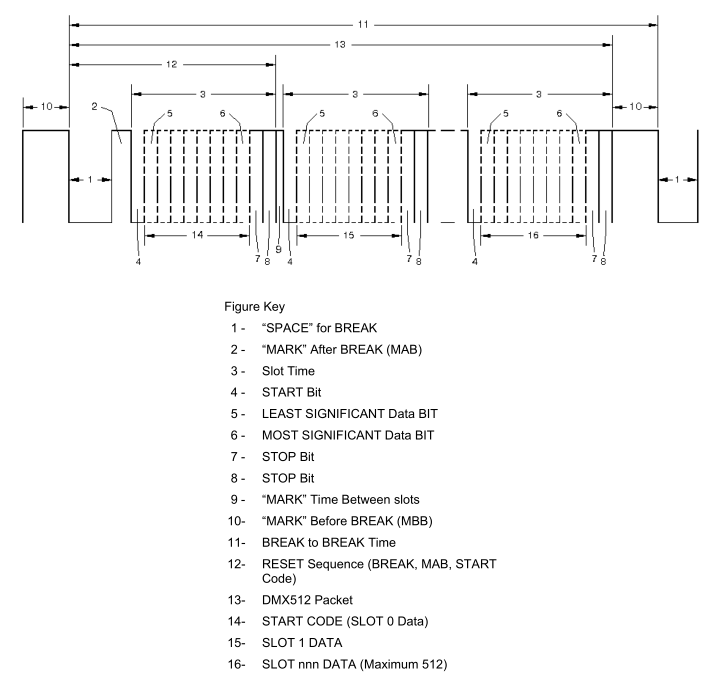 11
13
12
3 3 3
10 2 5 6 5 6 5 6 10
1 1
14 15 16
4 7 8 9 4 7 8 4 7 8
Figure Key
1 - “SPACE” for BREAK
2 - “MARK” After BREAK (MAB)
3 - Slot Time
4 - START Bit
5 - LEAST SIGNIFICANT Data BIT
6 - MOST SIGNIFICANT Data BIT
7 - STOP Bit
8 - STOP Bit
9 - “MARK” Time Between slots
10- “MARK” Before BREAK (MBB)
11- BREAK to BREAK Time
12- RESET Sequence (BREAK, MAB, START
Code)
13- DMX512 Packet
14- START CODE (SLOT 0 Data)
15- SLOT 1 DATA
16- SLOT nnn DATA (Maximum 512)